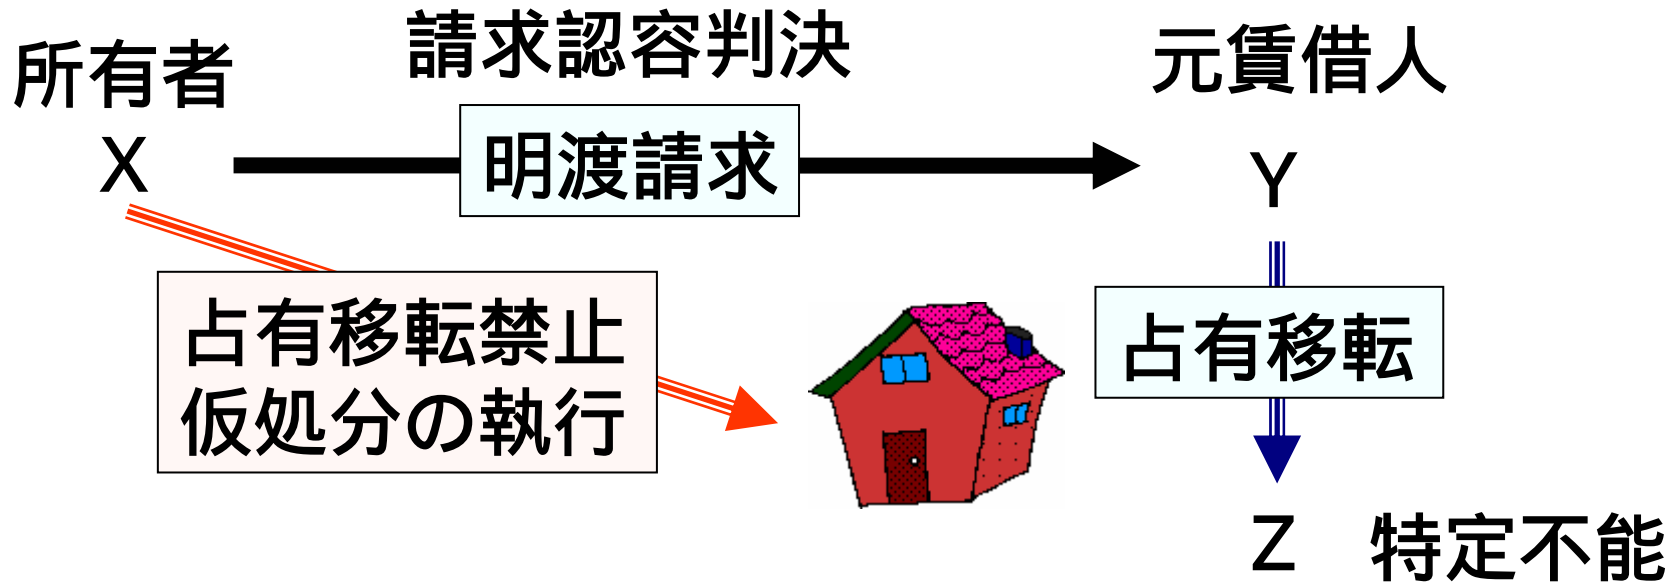 請求認容判決
所有者
元賃借人
X
明渡請求
Y
占有移転禁止
仮処分の執行
占有移転
Z 特定不能